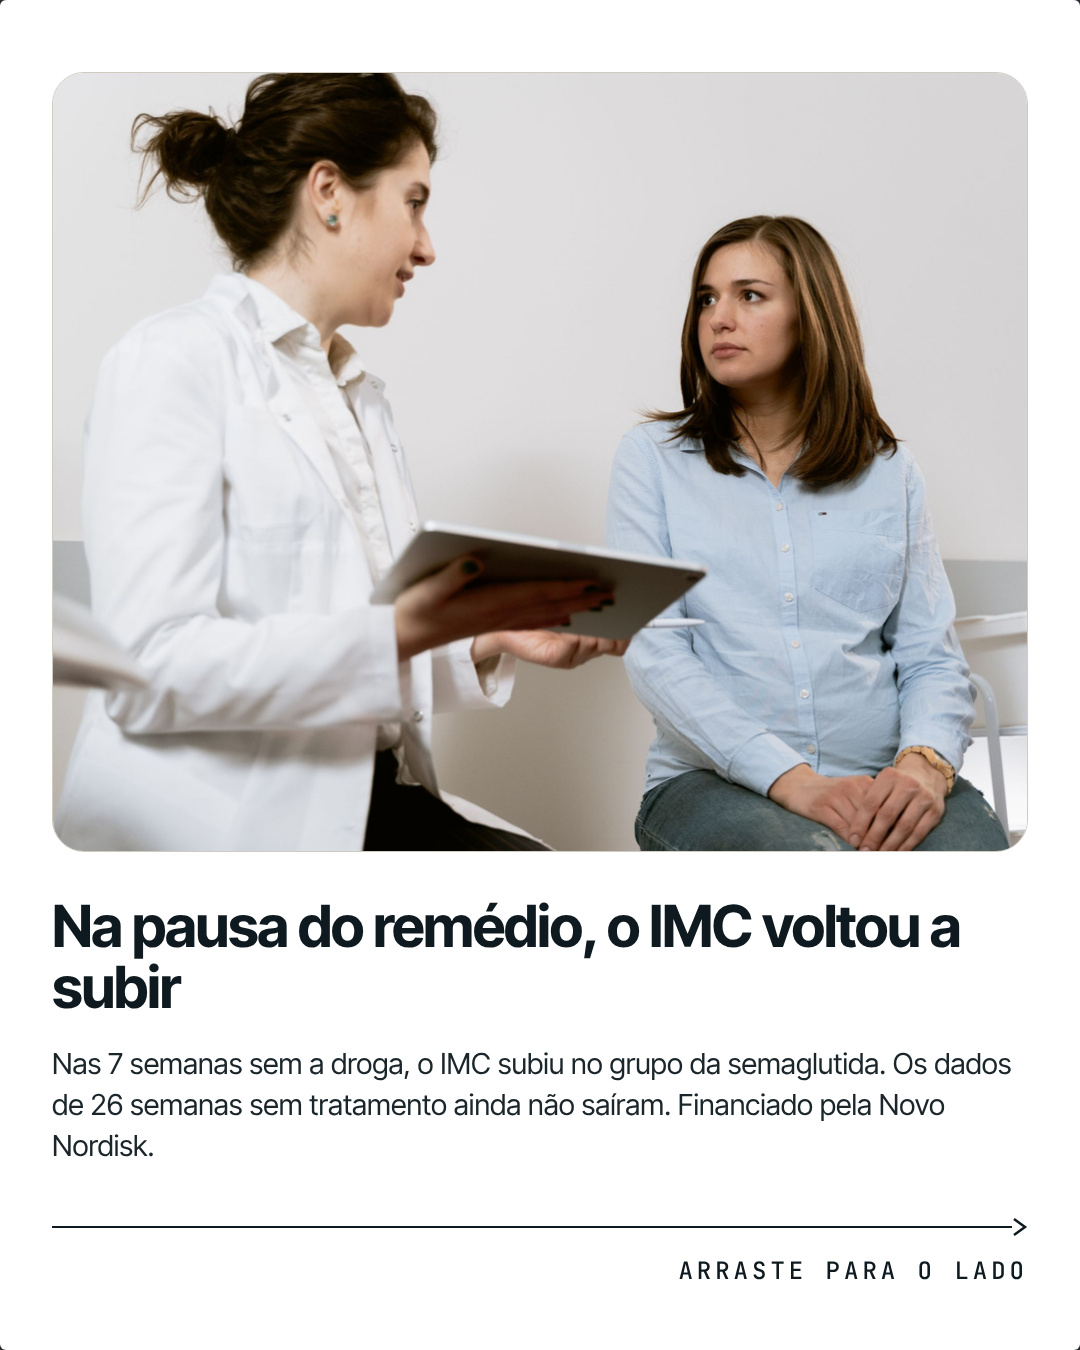 Na pausa do remédio, o IMC voltou a
subir
Nas 7 semanas sem a droga, o IMC subiu no grupo da semaglutida. Os dados
de 26 semanas sem tratamento ainda não saíram. Financiado pela Novo
Nordisk.
ARRASTE PARA O LADO